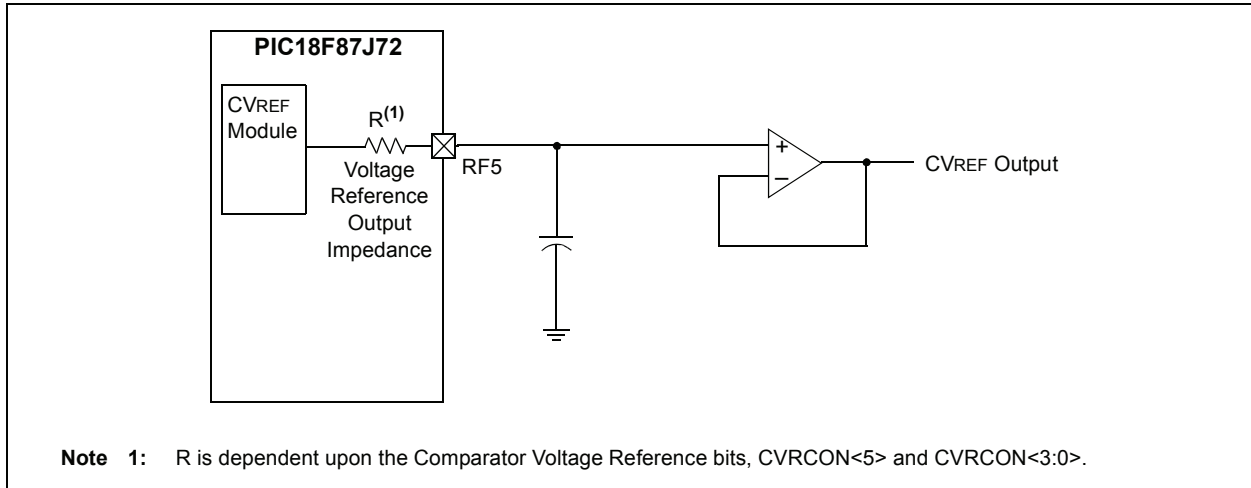 PIC18F87J72
CVREF
Module
R(1)
Voltage
Reference
Output
Impedance
RF5
+
–
CVREF Output
Note 1: R is dependent upon the Comparator Voltage Reference bits, CVRCON<5> and CVRCON<3:0>.